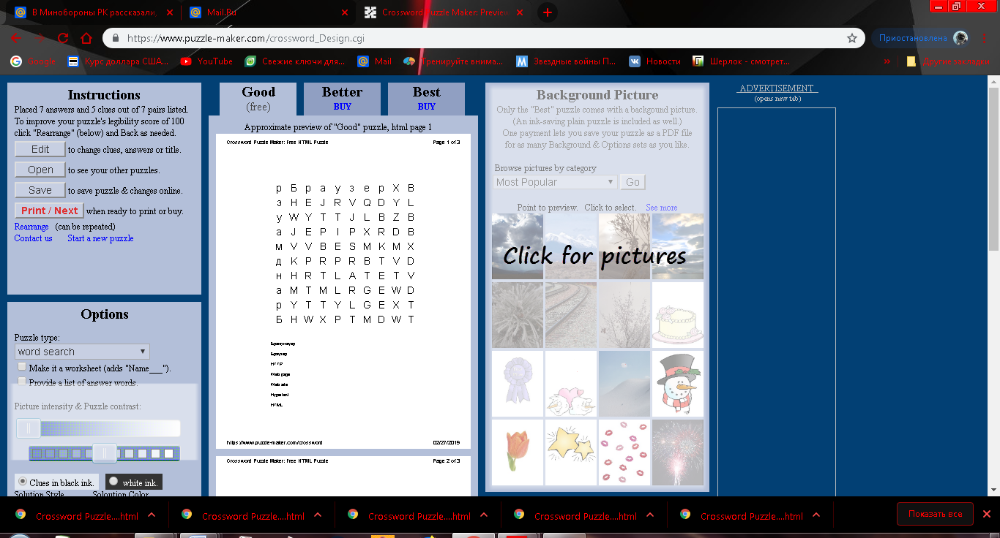 В Минобороны РК рассказали,
Mail.Ru
Crossword Puzzle Maker: Preview
https://www.puzzle-maker.com/crossword_Design.cgi
Приостановлена
Google
Курс доллара США...
YouTube
Свежие ключи для...
Mail
Тренируйте внима...
Звездные войны П...
Новости
Шерлок - смотрет...
»
Другие закладки
Instructions
Placed 7 answers and 5 clues out of 7 pairs listed.
To improve your puzzle's legibility score of 100
click "Rearrange" (below) and Back as needed.
Edit to change clues, answers or title.
Open to see your other puzzles.
Save to save puzzle & changes online.
Print / Next when ready to print or buy.
Rearrange (can be repeated)
Contact us Start a new puzzle
Options
Puzzle type:
word search
Make it a worksheet (adds "Name___").
Provide a list of answer words.
Picture intensity & Puzzle contrast:
Clues in black ink. white ink.
Solution Style Soloution Color
Good
(free)
Better
BUY
Best
BUY
Approximate preview of "Good" puzzle, html page 1
Crossword Puzzle Maker: Free HTML Puzzle Page 1 of 3
р Б р а у з е р X B
з H E J R V Q D Y L
у W Y T T J L B Z B
а J E P I P X R D B
м V V B E S M K M X
д K P R P R B T V D
н H R T L A T E T V
а M T M L R G E W D
р Y T T Y L G E X T
Б H W X P T M D W T
Брандмауэр
Браузер
HTTP
Web page
Web site
Hypertext
HTML
https://www.puzzle-maker.com/crossword 02/27/2019
Crossword Puzzle Maker: Free HTML Puzzle Page 2 of 3
Background Picture
Only the "Best" puzzle comes with a backgound picture.
(An ink-saving plain puzzle is included as well.)
One payment lets you save your puzzle as a PDF file
for as many Background & Options sets as you like.
Browse pictures by category
Most Popular Go
Point to preview. Click to select. See more
Click for pictures
ADVERTISEMENT
(opens new tab)
Crossword Puzzle....html
Crossword Puzzle....html
Crossword Puzzle....html
Crossword Puzzle....html
Crossword Puzzle....html
Показать все